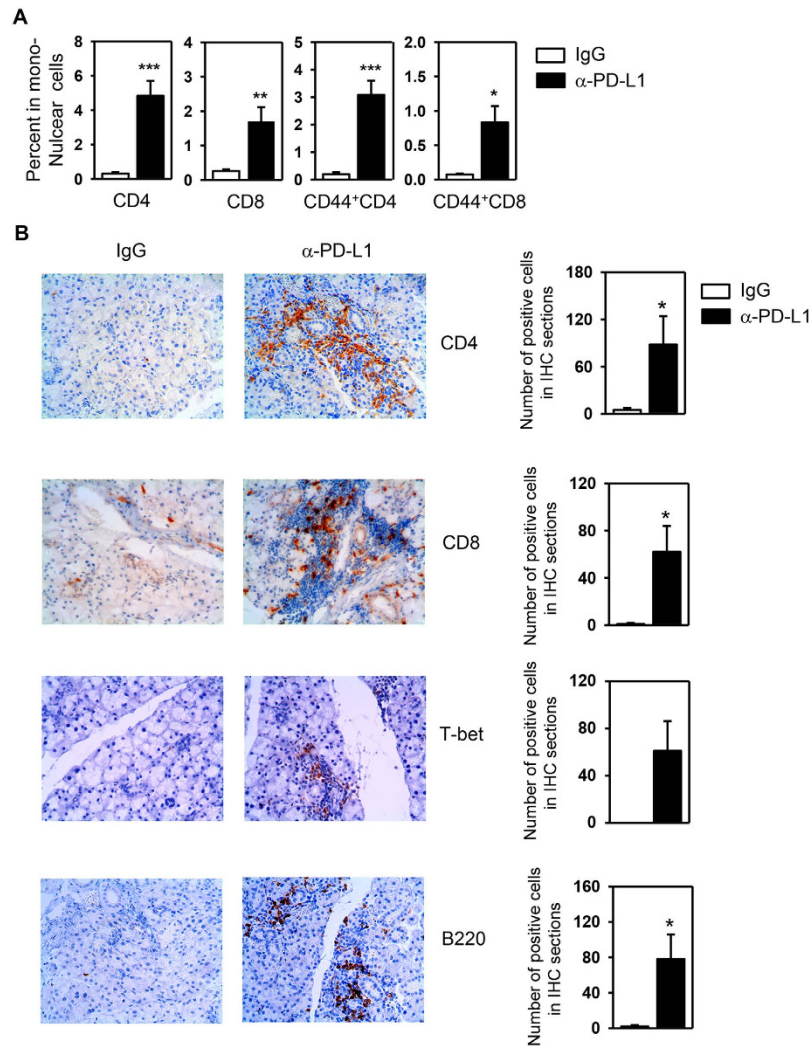 A
Percent in mono-
Nulcear cells
8
6
4
2
0
***
CD4
4
3
2
1
0
**
CD8
5
4
3
2
1
0
***
CD44⁺CD4
2.0
1.5
1.0
0.5
0.0
*
CD44⁺CD8
IgG
α-PD-L1
B
IgG
α-PD-L1
CD4
Number of positive cells
in IHC sections
180
120
60
0
*
IgG
α-PD-L1
CD8
Number of positive cells
in IHC sections
120
80
40
0
*
T-bet
Number of positive cells
in IHC sections
120
80
40
0
B220
Number of positive cells
in IHC sections
160
120
80
40
0
*